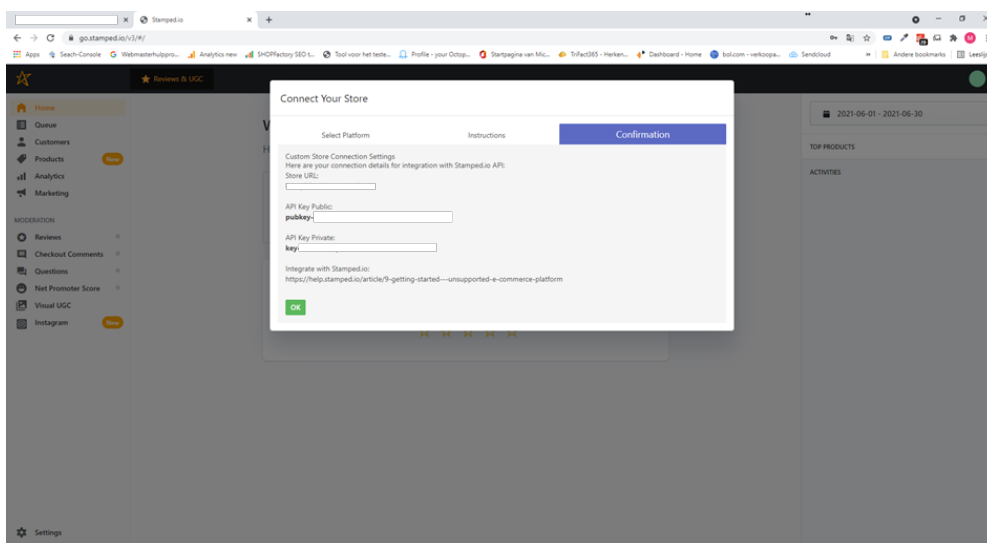 Stamped.io
go.stamped.io/v3/#/
Apps
Seach-Console
Webmasterhulppro...
Analytics new
SHOPFactory SEO t...
Tool voor het teste...
Profile - your Octop...
Startpagina van Mic...
TriFact365 - Herken...
Dashboard - Home
bol.com - verkoopa...
Sendcloud
»
Andere bookmarks
Reviews & UGC
Home
Queue
Customers
Products New
Analytics
Marketing
MODERATION
Reviews
Checkout Comments
Questions
Net Promoter Score
Visual UGC
Instagram New
Settings
Connect Your Store
Select Platform
Instructions
Confirmation
Custom Store Connection Settings
Here are your connection details for integration with Stamped.io API:
Store URL:
API Key Public:
pubkey-
API Key Private:
key
Integrate with Stamped.io:
https://help.stamped.io/article/9-getting-started---unsupported-e-commerce-platform
OK
2021-06-01 - 2021-06-30
TOP PRODUCTS
ACTIVITIES